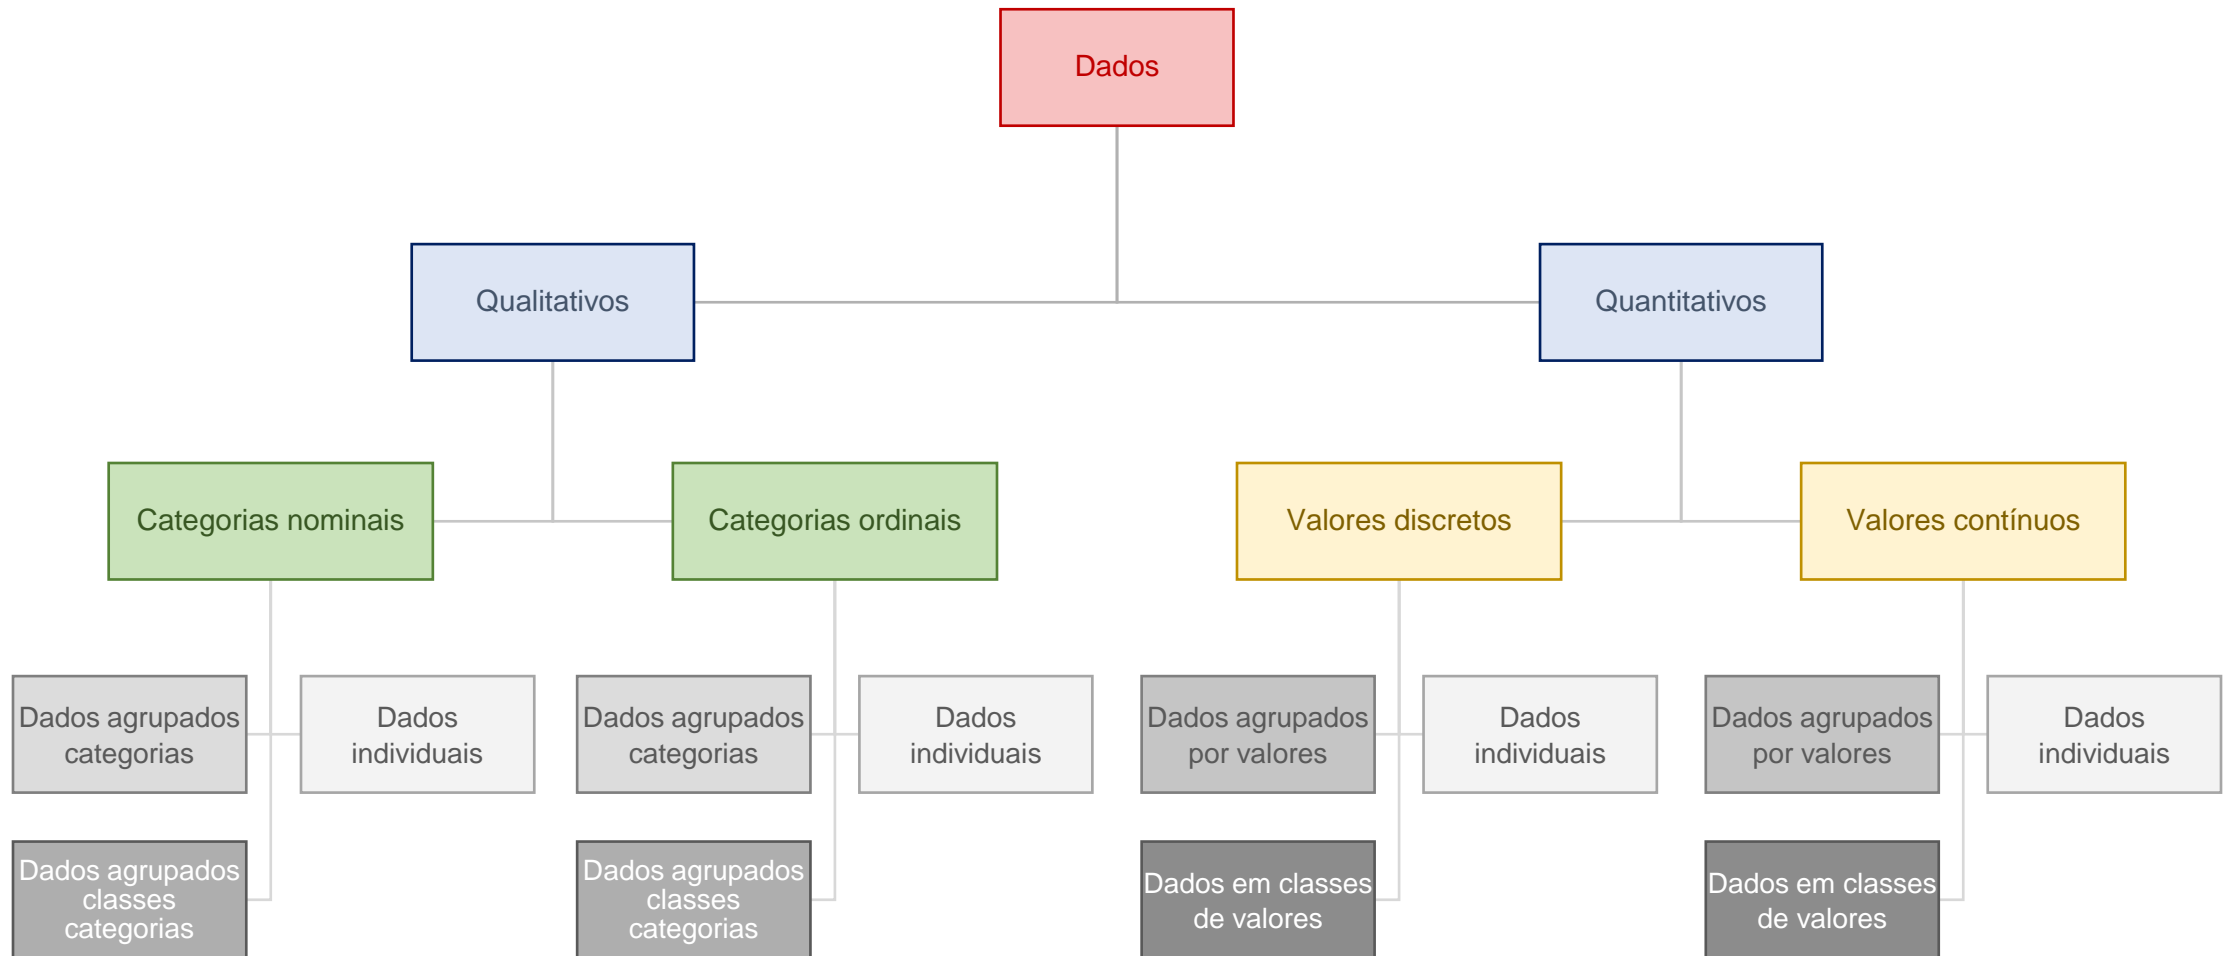 Dados
Qualitativos
Quantitativos
Categorias nominais
Categorias ordinais
Valores discretos
Valores contínuos
Dados agrupados
categorias
Dados
individuais
Dados agrupados
categorias
Dados
individuais
Dados agrupados
por valores
Dados
individuais
Dados agrupados
por valores
Dados
individuais
Dados agrupados
classes
categorias
Dados agrupados
classes
categorias
Dados em classes
de valores
Dados em classes
de valores